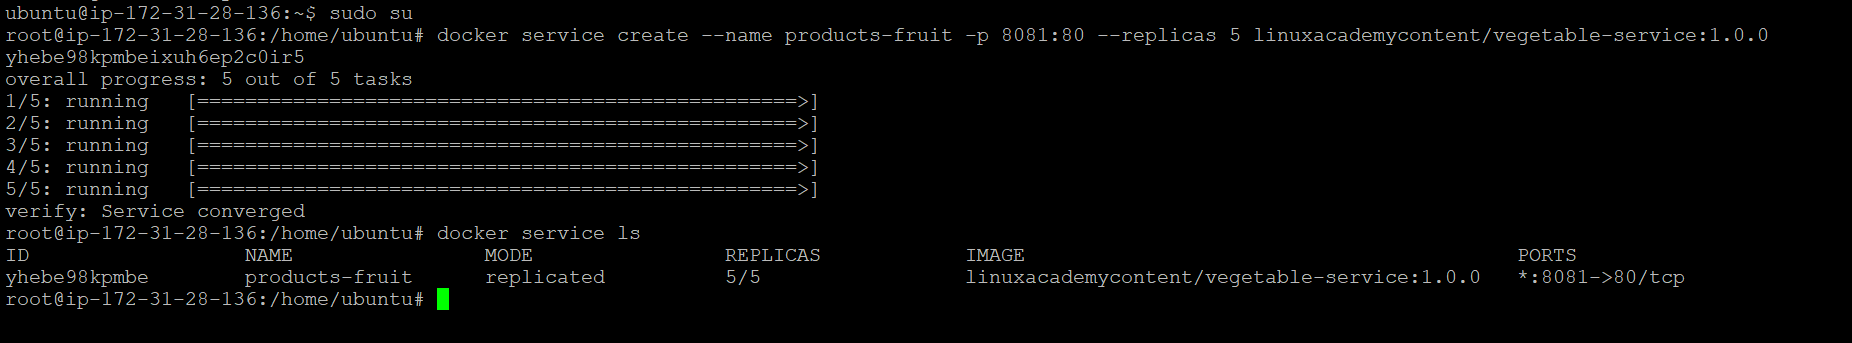 ubuntu@ip-172-31-28-136:~$ sudo su
root@ip-172-31-28-136:/home/ubuntu# docker service create --name products-fruit -p 8081:80 --replicas 5 linuxacademycontent/vegetable-service:1.0.0
yhebe98kpmbeixuh6ep2c0ir5
overall progress: 5 out of 5 tasks
1/5: running   [==================================================>]
2/5: running   [==================================================>]
3/5: running   [==================================================>]
4/5: running   [==================================================>]
5/5: running   [==================================================>]
verify: Service converged
root@ip-172-31-28-136:/home/ubuntu# docker service ls
ID                  NAME                MODE                REPLICAS            IMAGE                                         PORTS
yhebe98kpmbe        products-fruit      replicated          5/5                 linuxacademycontent/vegetable-service:1.0.0   *:8081->80/tcp
root@ip-172-31-28-136:/home/ubuntu#